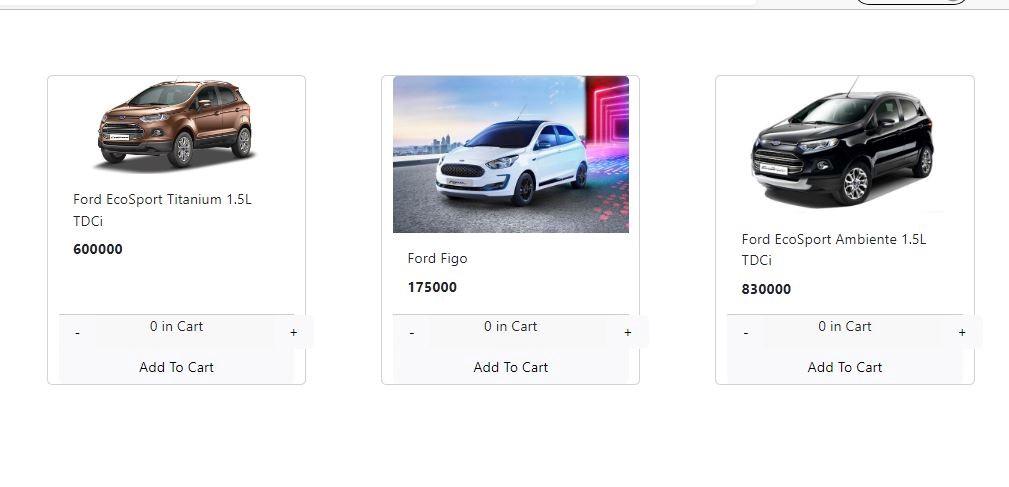 Ford EcoSport Titanium 1.5L
TDCi
600000
- 0 in Cart +
Add To Cart
Ford Figo
175000
- 0 in Cart +
Add To Cart
Ford EcoSport Ambiente 1.5L
TDCi
830000
- 0 in Cart +
Add To Cart